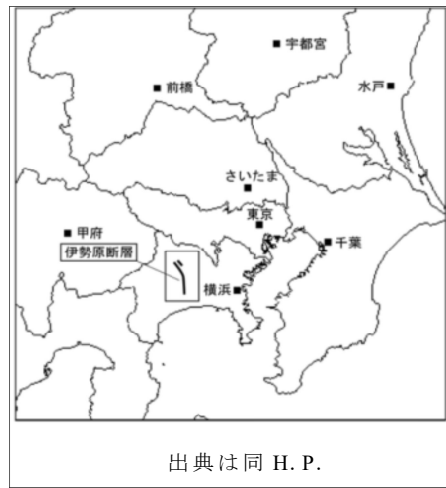 宇都宮
前橋
水戸
さいたま
東京
甲府
千葉
伊勢原断層
横浜
出典は同 H.P.